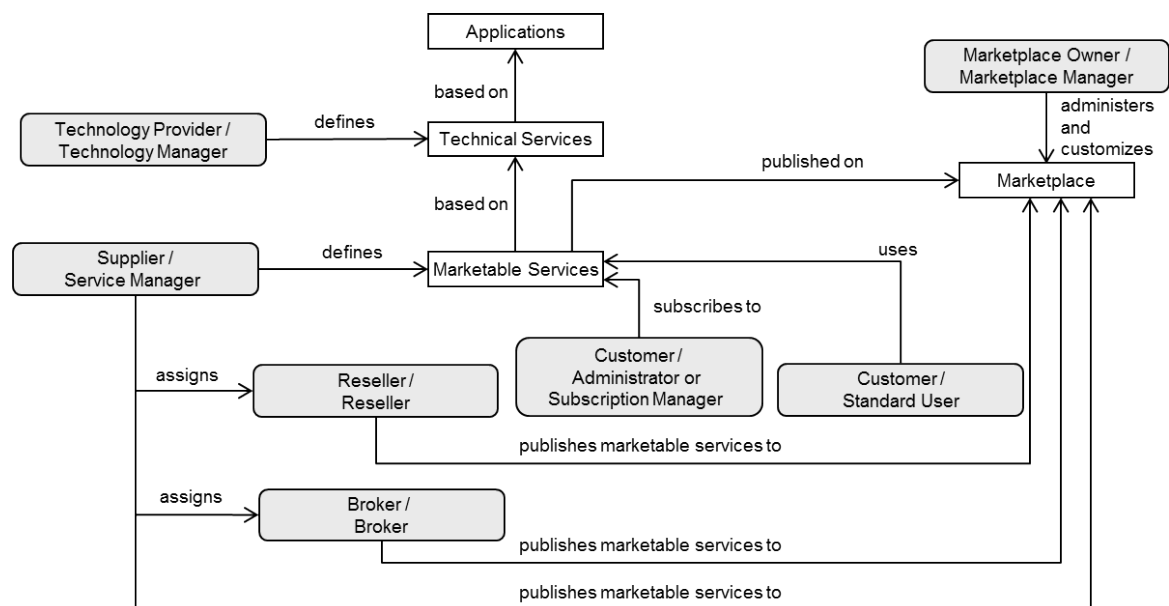 Applications
Marketplace Owner /
Marketplace Manager
based on
administers
and
customizes
Technology Provider /
Technology Manager
defines
Technical Services
published on
Marketplace
based on
Supplier /
Service Manager
defines
Marketable Services
uses
subscribes to
Customer /
Administrator or
Subscription Manager
Customer /
Standard User
assigns
Reseller /
Reseller
publishes marketable services to
assigns
Broker /
Broker
publishes marketable services to
publishes marketable services to